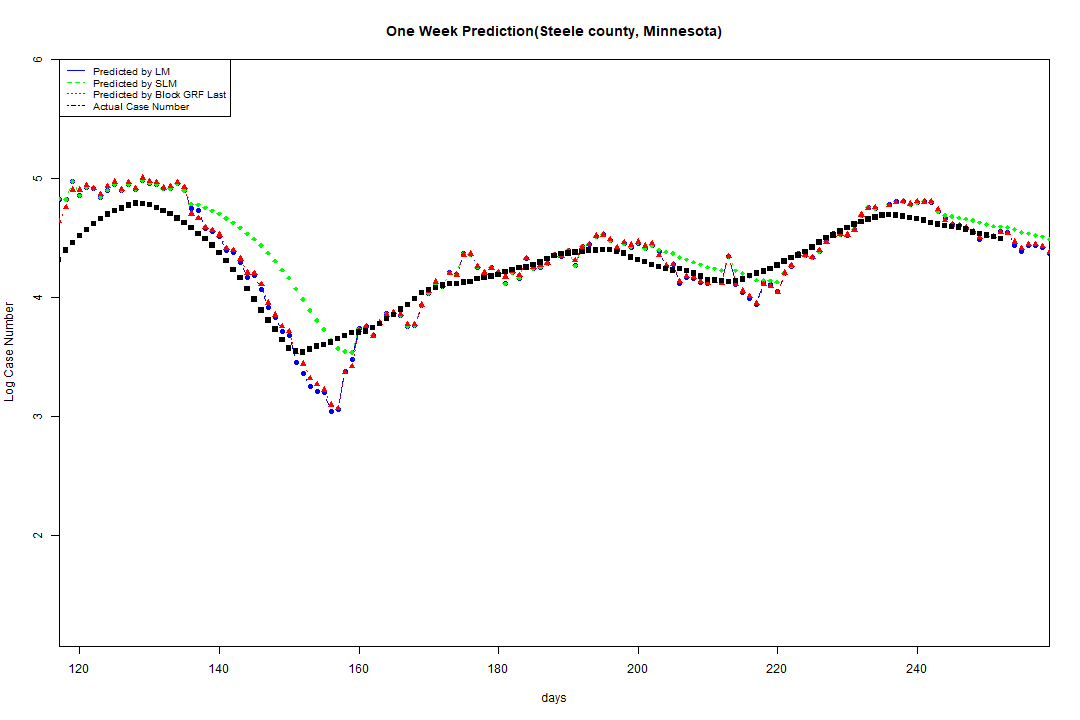 One Week Prediction(Steele county, Minnesota)
6
Predicted by LM
Predicted by SLM
Predicted by Block GRF Last
Actual Case Number
5
4
3
2
Log Case Number
120 140 160 180 200 220 240
days